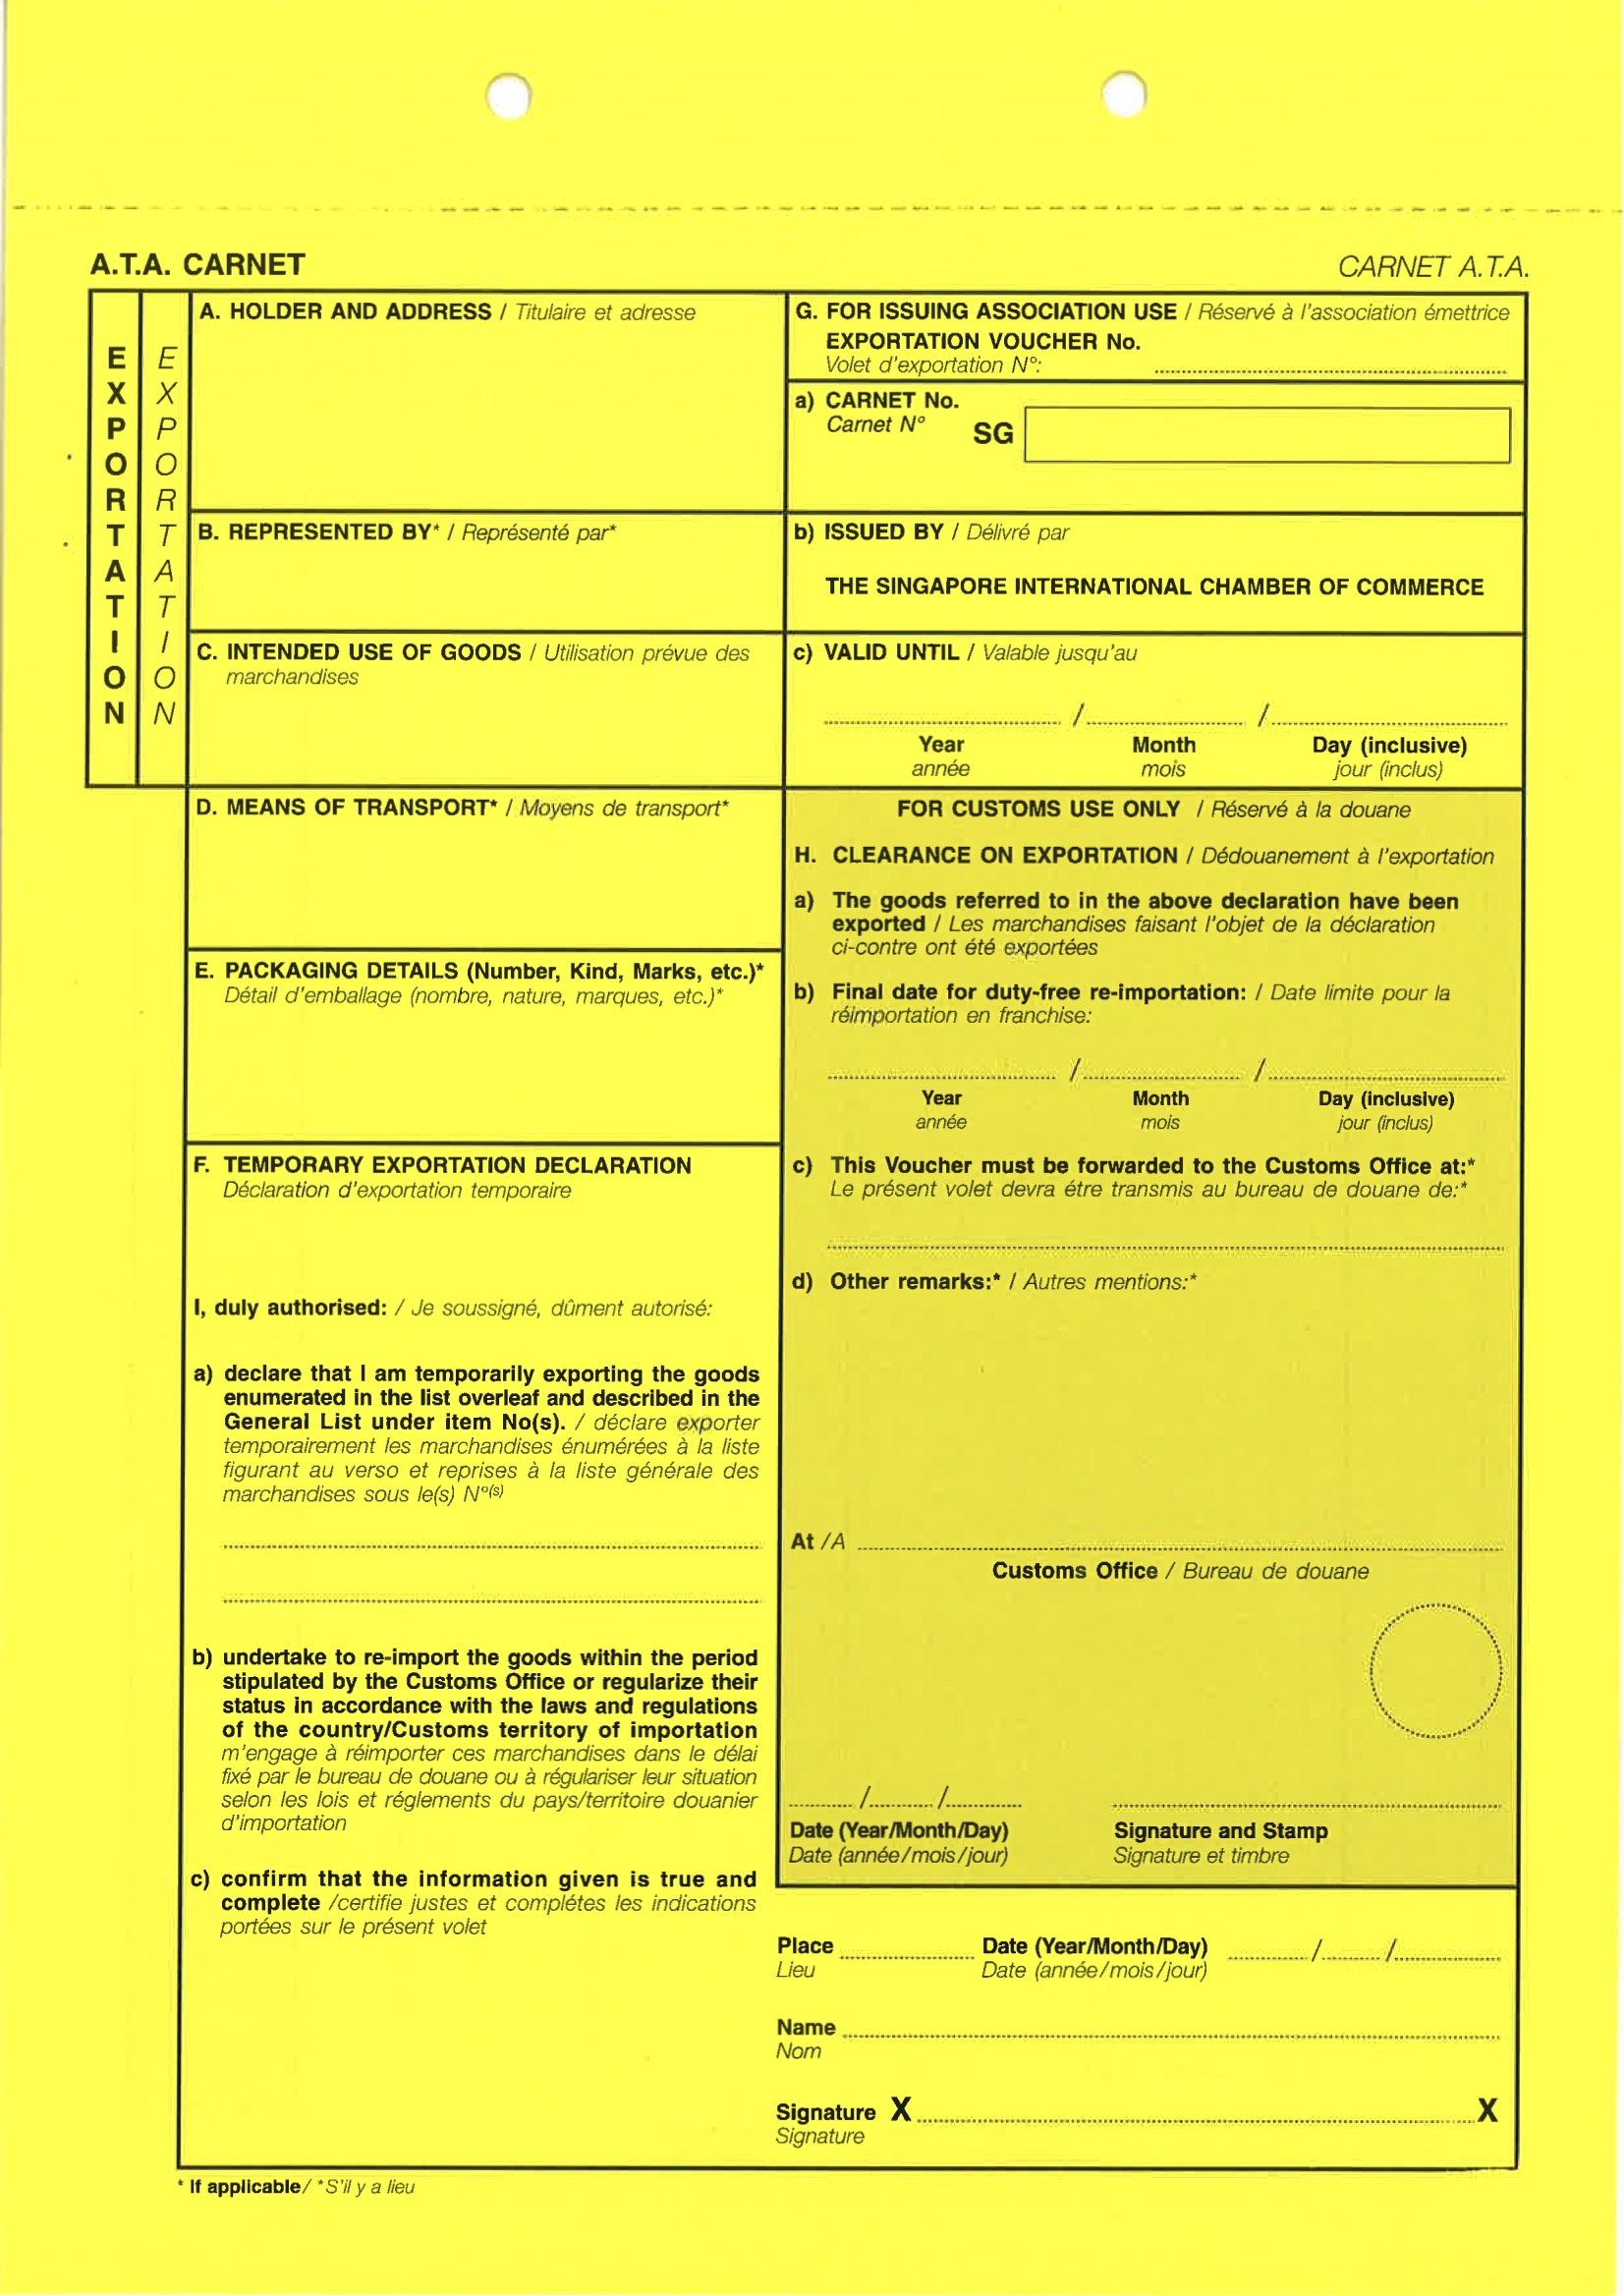 A.T.A. CARNET
CARNET A.T.A.
EXPORTATION
EXPORTATION
A. HOLDER AND ADDRESS / Titulaire et adresse
B. REPRESENTED BY* / Représenté par*
C. INTENDED USE OF GOODS / Utilisation prévue des
marchandises
G. FOR ISSUING ASSOCIATION USE / Réservé à l'association émettrice
EXPORTATION VOUCHER No.
Volet d'exportation N°:
a) CARNET No.
Carnet N°
SG
b) ISSUED BY / Délivré par
THE SINGAPORE INTERNATIONAL CHAMBER OF COMMERCE
c) VALID UNTIL / Valable jusqu'au
/ /
Year Month Day (inclusive)
année mois jour (inclus)
D. MEANS OF TRANSPORT* / Moyens de transport*
E. PACKAGING DETAILS (Number, Kind, Marks, etc.)*
Détail d'emballage (nombre, nature, marques, etc.)*
F. TEMPORARY EXPORTATION DECLARATION
Déclaration d'exportation temporaire
I, duly authorised: / Je soussigné, dûment autorisé:
a) declare that I am temporarily exporting the goods
enumerated in the list overleaf and described in the
General List under item No(s). / déclare exporter
temporairement les marchandises énumérées à la liste
figurant au verso et reprises à la liste générale des
marchandises sous le(s) N°(s)
b) undertake to re-import the goods within the period
stipulated by the Customs Office or regularize their
status in accordance with the laws and regulations
of the country/Customs territory of importation
m'engage à réimporter ces marchandises dans le délai
fixé par le bureau de douane ou à régulariser leur situation
selon les lois et réglements du pays/territoire douanier
d'importation
c) confirm that the information given is true and
complete /certifie justes et complétes les indications
portées sur le présent volet
FOR CUSTOMS USE ONLY / Réservé à la douane
H. CLEARANCE ON EXPORTATION / Dédouanement à l'exportation
a) The goods referred to in the above declaration have been
exported / Les marchandises faisant l'objet de la déclaration
ci-contre ont été exportées
b) Final date for duty-free re-importation: / Date limite pour la
réimportation en franchise:
/ /
Year Month Day (inclusive)
année mois jour (inclus)
c) This Voucher must be forwarded to the Customs Office at:*
Le présent volet devra étre transmis au bureau de douane de:*
d) Other remarks:* / Autres mentions:*
At /A
Customs Office / Bureau de douane
/ /
Date (Year/Month/Day) Signature and Stamp
Date (année/mois/jour) Signature et timbre
Place Date (Year/Month/Day) / /
Lieu Date (année/mois/jour)
Name
Nom
Signature X X
Signature
* If applicable/ *S'il y a lieu